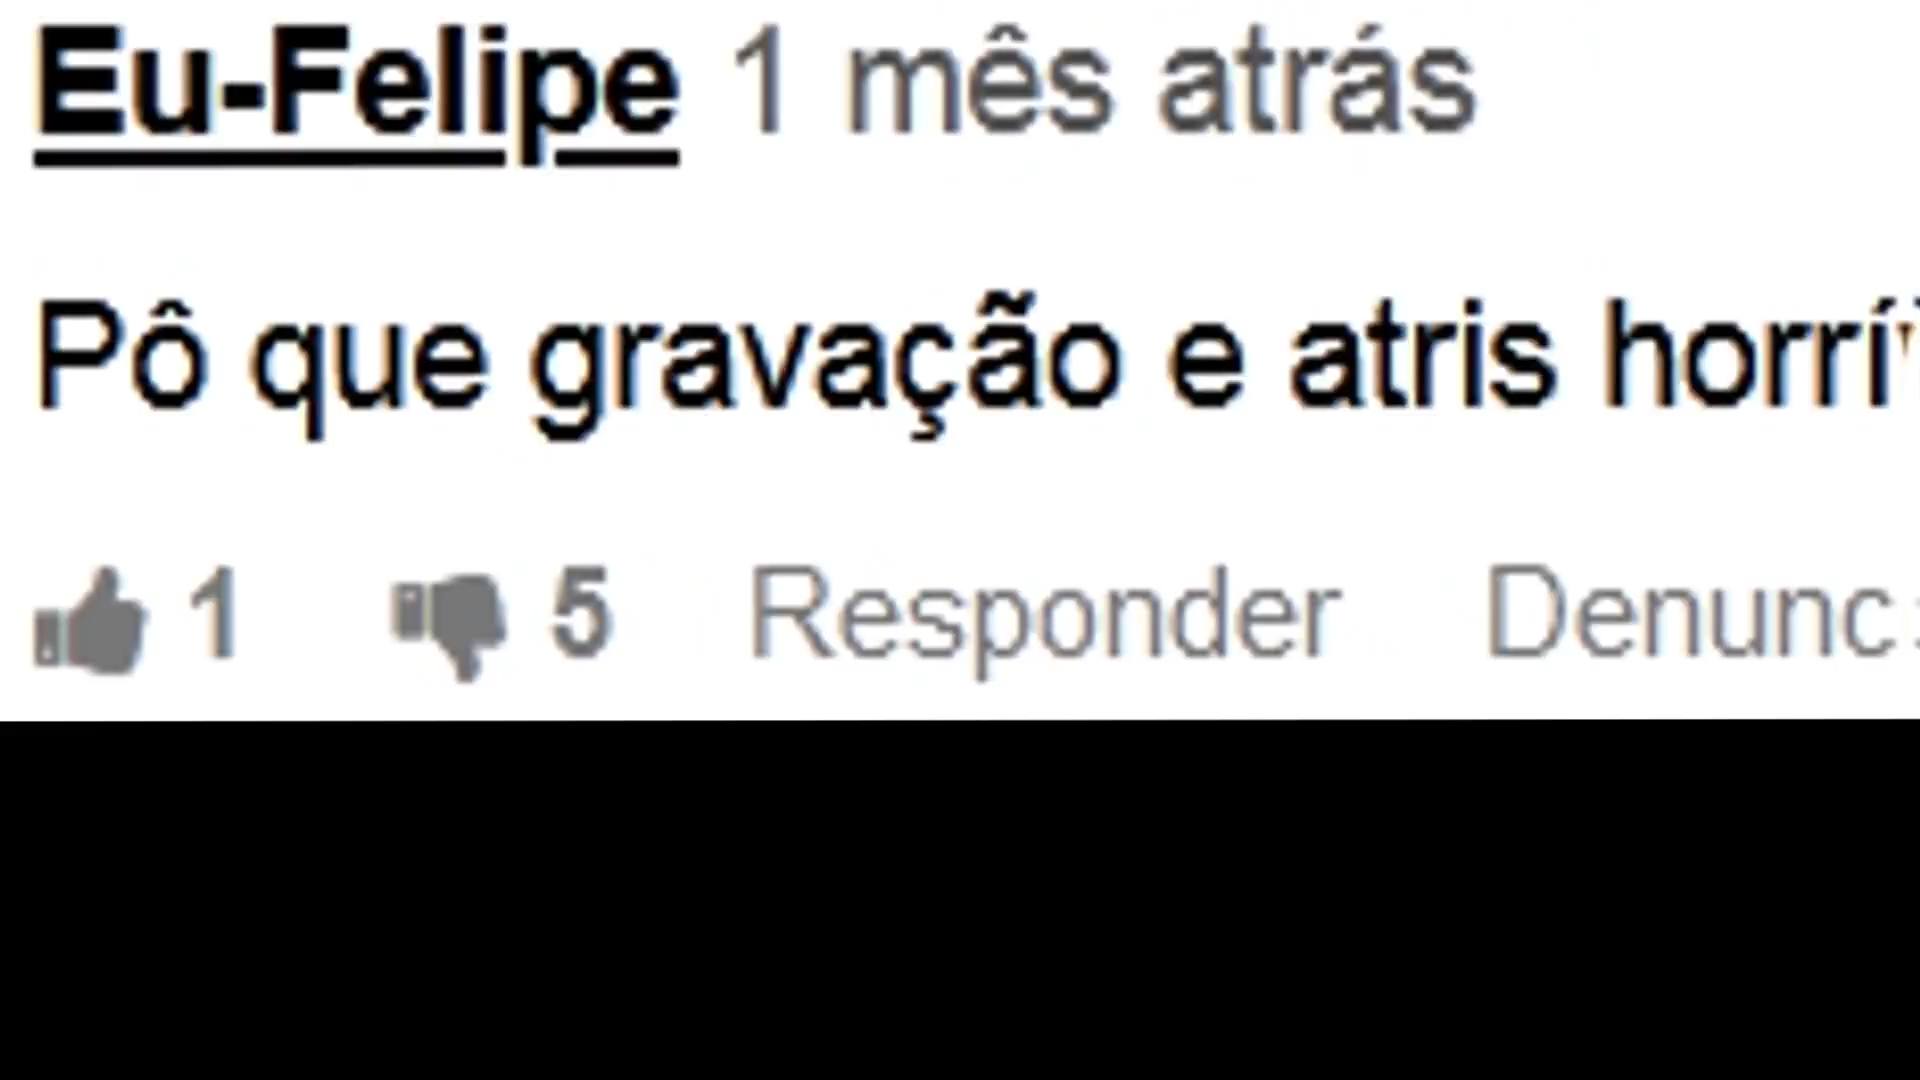 Eu-Felipe 1 mês atrás
Pô que gravação e atris
1 5 Responder